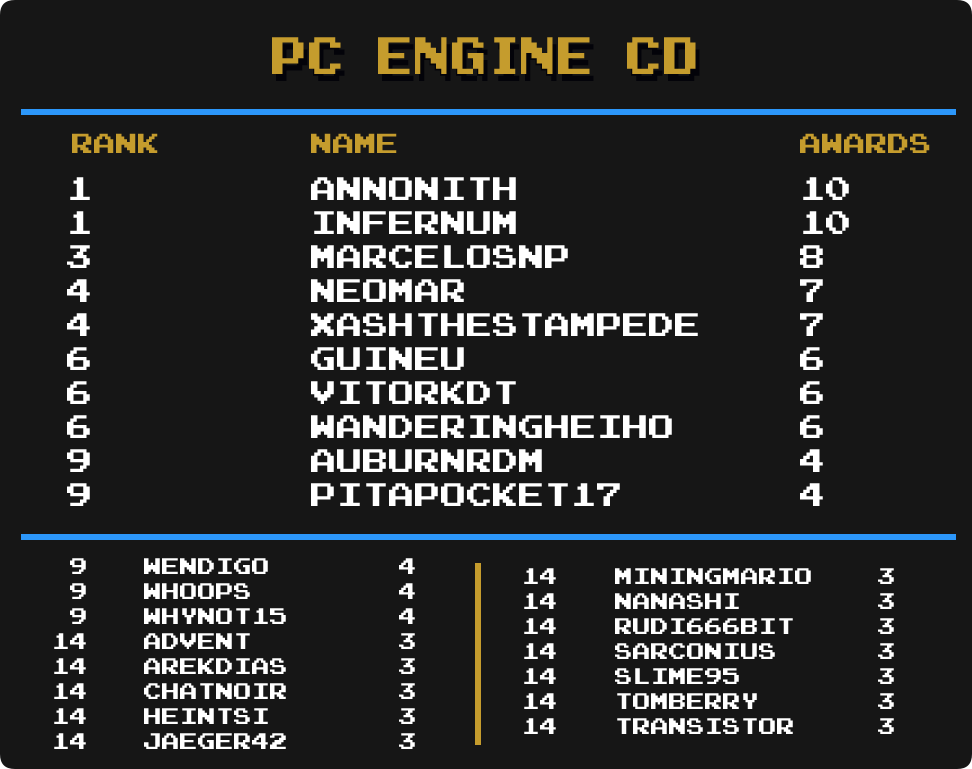 PC ENGINE CD
RANK NAME AWARDS
1 ANNONITH 10
1 INFERNUM 10
3 MARCELOSNP 8
4 NEOMAR 7
4 XASHTHESTAMPEDE 7
6 GUINEU 6
6 VITORKDT 6
6 WANDERINGHEIHO 6
9 AUBURNRDM 4
9 PITAPOCKET17 4
9 WENDIGO 4
9 WHOOPS 4
9 WHYNOT15 4
14 ADVENT 3
14 AREKDIAS 3
14 CHATNOIR 3
14 HEINTSI 3
14 JAEGER42 3
14 MININGMARIO 3
14 NANASHI 3
14 RUDI666BIT 3
14 SARCONIUS 3
14 SLIME95 3
14 TOMBERRY 3
14 TRANSISTOR 3